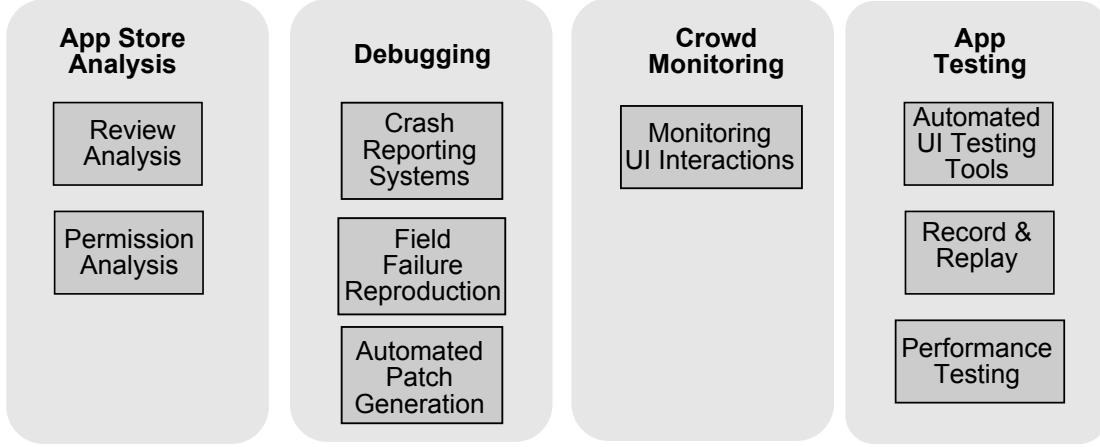 App Store
Analysis
Review
Analysis
Permission
Analysis
Debugging
Crash
Reporting
Systems
Field
Failure
Reproduction
Automated
Patch
Generation
Crowd
Monitoring
Monitoring
UI Interactions
App
Testing
Automated
UI Testing
Tools
Record &
Replay
Performance
Testing